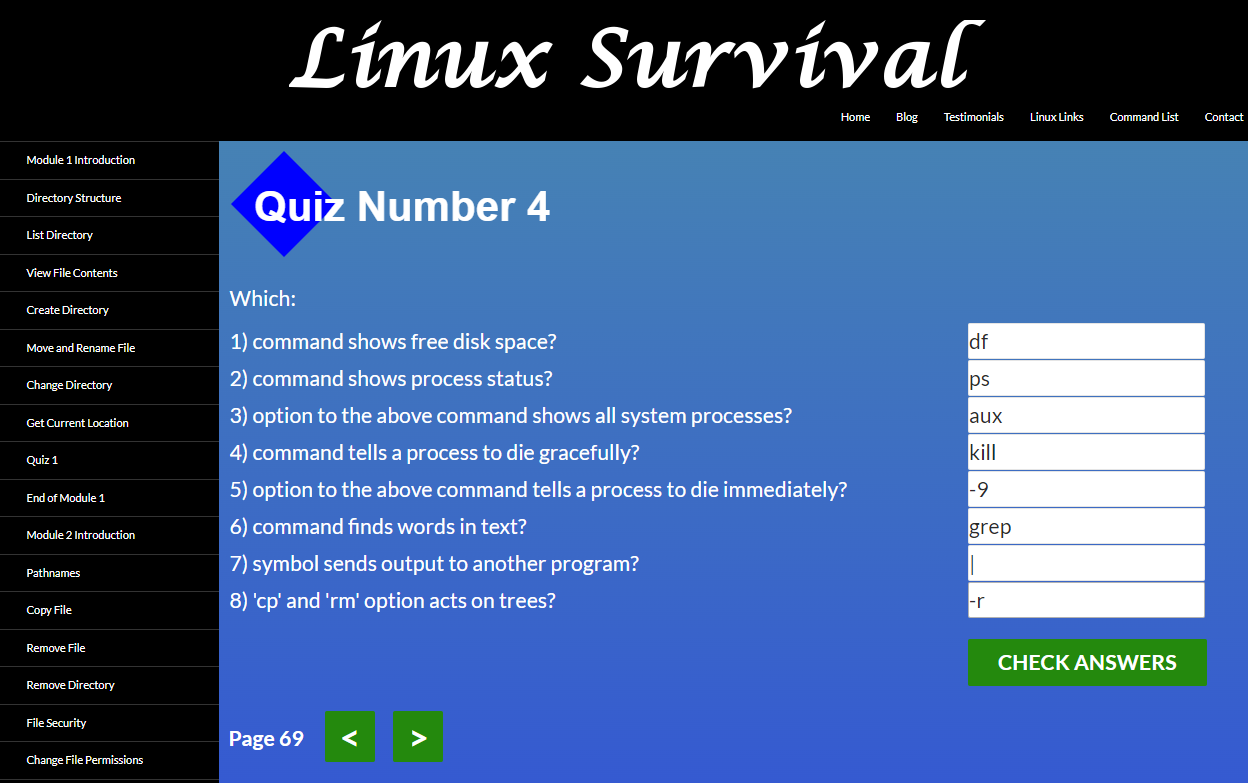 Linux Survival
Home Blog Testimonials Linux Links Command List Contact
Module 1 Introduction
Directory Structure
List Directory
View File Contents
Create Directory
Move and Rename File
Change Directory
Get Current Location
Quiz 1
End of Module 1
Module 2 Introduction
Pathnames
Copy File
Remove File
Remove Directory
File Security
Change File Permissions
Quiz Number 4
Which:
1) command shows free disk space? df
2) command shows process status? ps
3) option to the above command shows all system processes? aux
4) command tells a process to die gracefully? kill
5) option to the above command tells a process to die immediately? -9
6) command finds words in text? grep
7) symbol sends output to another program? |
8) 'cp' and 'rm' option acts on trees? -r
CHECK ANSWERS
Page 69 < >